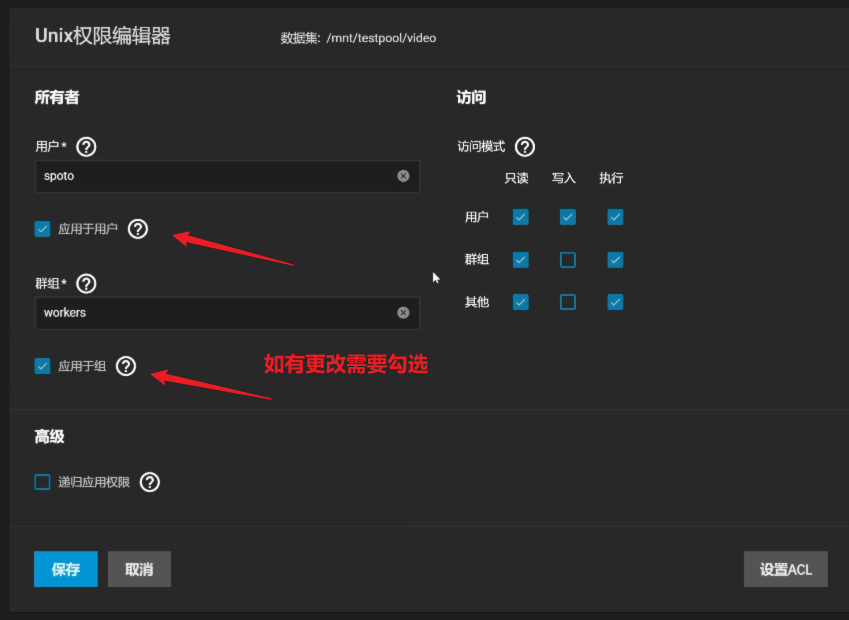 Unix权限编辑器
数据集: /mnt/testpool/video
所有者
用户*
spoto
应用于用户
群组*
workers
应用于组
如有更改需要勾选
访问
访问模式
只读 写入 执行
用户
群组
其他
高级
递归应用权限
保存 取消 设置ACL